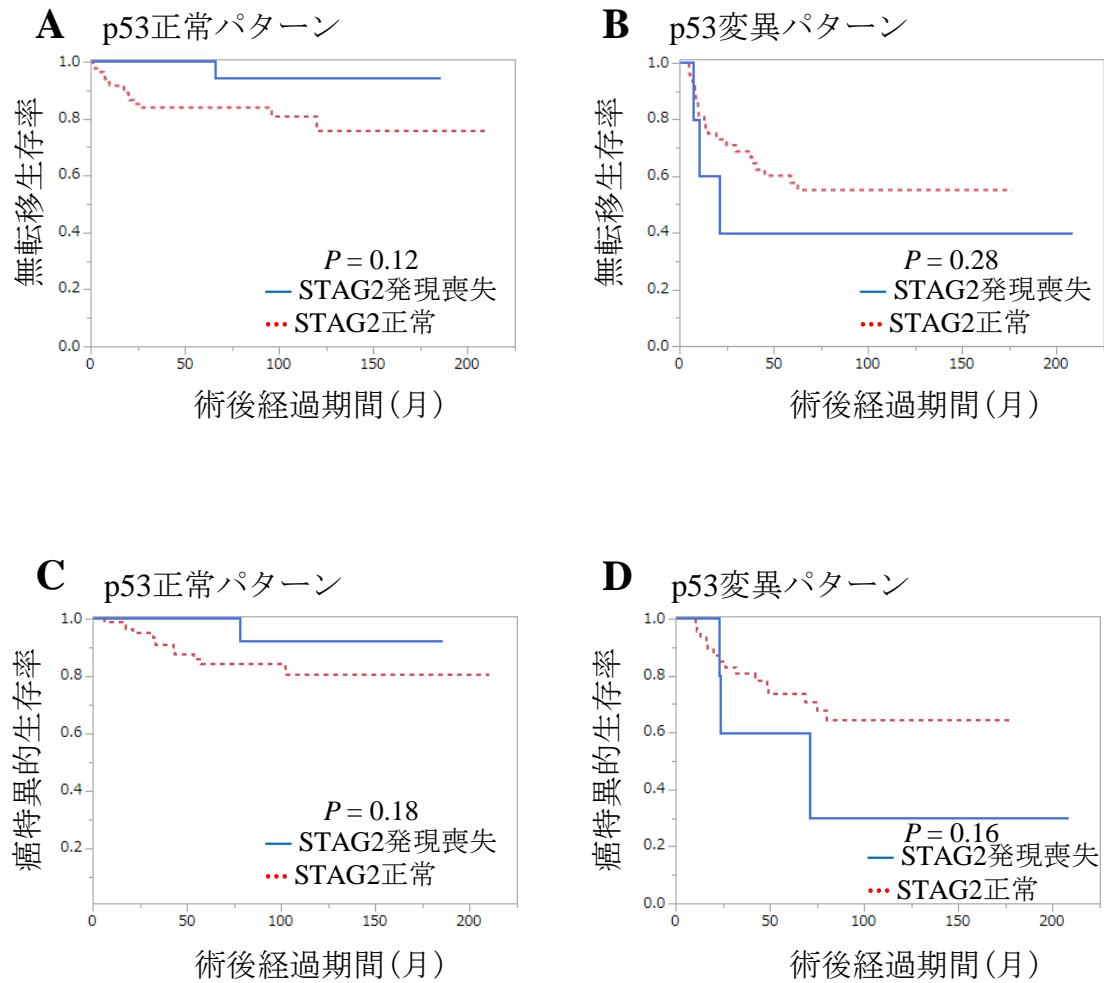 A p53正常パターン
1.0
0.8
0.6
0.4
0.2
0.0
無転移生存率
P = 0.12
STAG2発現喪失
STAG2正常
0 50 100 150 200
術後経過期間(月)
B p53変異パターン
1.0
0.8
0.6
0.4
0.2
0.0
無転移生存率
P = 0.28
STAG2発現喪失
STAG2正常
0 50 100 150 200
術後経過期間(月)
C p53正常パターン
1.0
0.8
0.6
0.4
0.2
癌特異的生存率
P = 0.18
STAG2発現喪失
STAG2正常
0 50 100 150 200
術後経過期間(月)
D p53変異パターン
1.0
0.8
0.6
0.4
0.2
0.0
癌特異的生存率
P = 0.16
STAG2発現喪失
STAG2正常
0 50 100 150 200
術後経過期間(月)